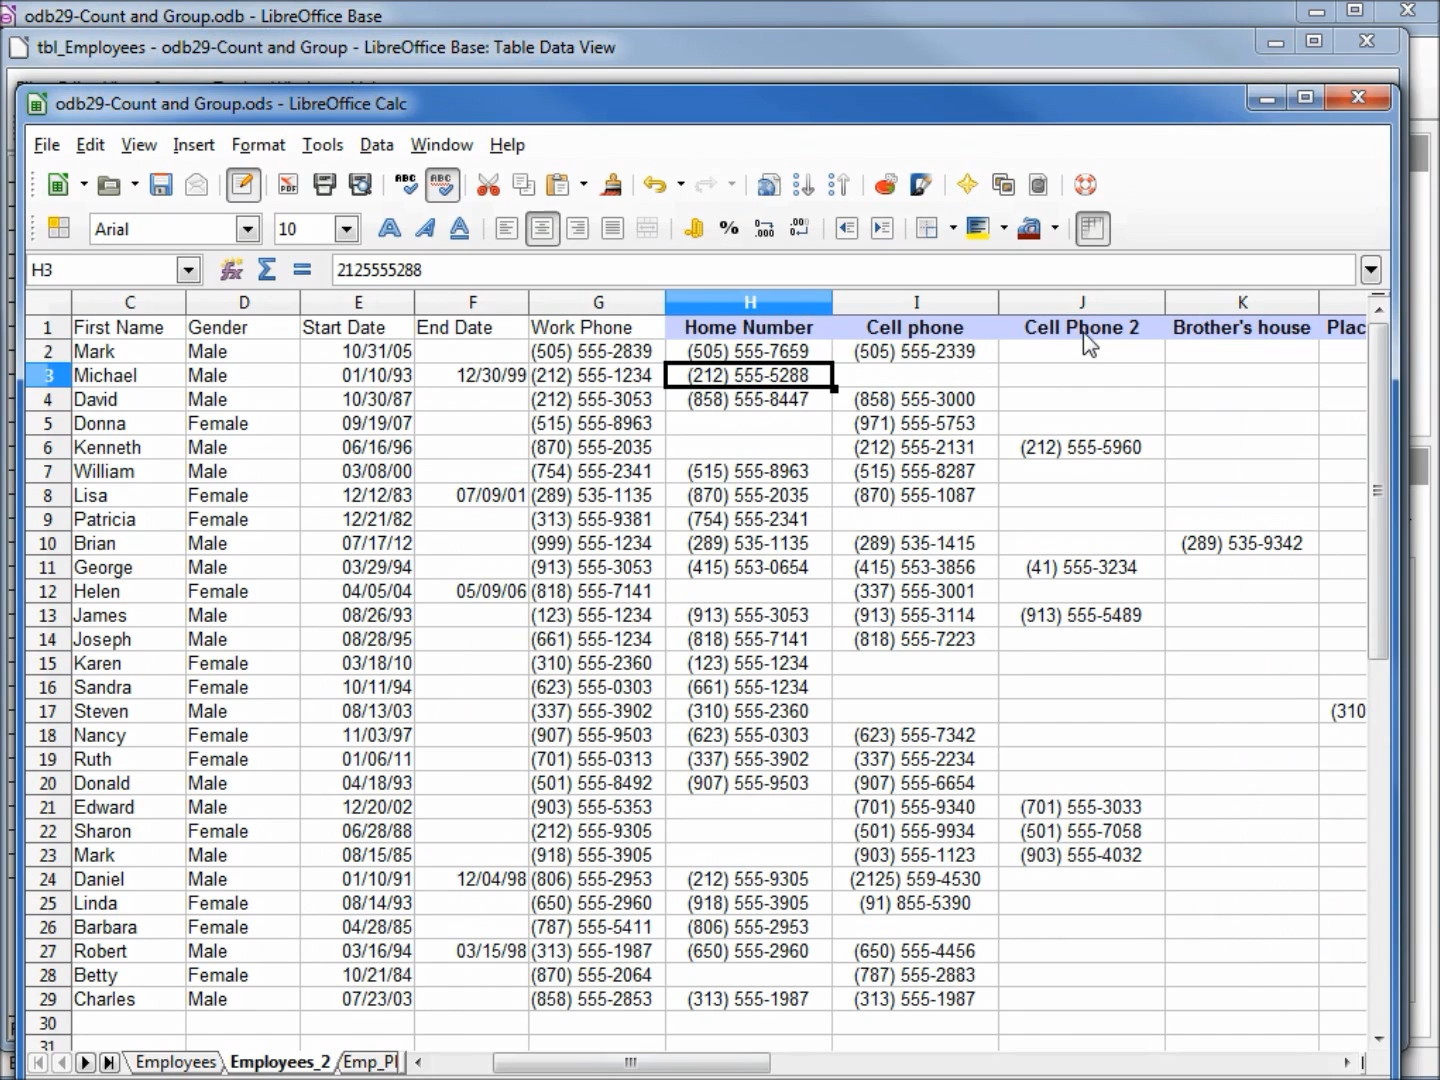 odb29-Count and Group.odb - LibreOffice Base
tbl_Employees - odb29-Count and Group - LibreOffice Base: Table Data View
odb29-Count and Group.ods - LibreOffice Calc
File Edit View Insert Format Tools Data Window Help
PDF ABC ABC
Arial 10 % .000 .00
H3 2125555288
C D E F G H I J K
1 First Name Gender Start Date End Date Work Phone Home Number Cell phone Cell Phone 2 Brother's house Plac
2 Mark Male 10/31/05 (505) 555-2839 (505) 555-7659 (505) 555-2339
3 Michael Male 01/10/93 12/30/99 (212) 555-1234 (212) 555-5288
4 David Male 10/30/87 (212) 555-3053 (858) 555-8447 (858) 555-3000
5 Donna Female 09/19/07 (515) 555-8963 (971) 555-5753
6 Kenneth Male 06/16/96 (870) 555-2035 (212) 555-2131 (212) 555-5960
7 William Male 03/08/00 (754) 555-2341 (515) 555-8963 (515) 555-8287
8 Lisa Female 12/12/83 07/09/01 (289) 535-1135 (870) 555-2035 (870) 555-1087
9 Patricia Female 12/21/82 (313) 555-9381 (754) 555-2341
10 Brian Male 07/17/12 (999) 555-1234 (289) 535-1135 (289) 535-1415 (289) 535-9342
11 George Male 03/29/94 (913) 555-3053 (415) 553-0654 (415) 553-3856 (41) 555-3234
12 Helen Female 04/05/04 05/09/06 (818) 555-7141 (337) 555-3001
13 James Male 08/26/93 (123) 555-1234 (913) 555-3053 (913) 555-3114 (913) 555-5489
14 Joseph Male 08/28/95 (661) 555-1234 (818) 555-7141 (818) 555-7223
15 Karen Female 03/18/10 (310) 555-2360 (123) 555-1234
16 Sandra Female 10/11/94 (623) 555-0303 (661) 555-1234
17 Steven Male 08/13/03 (337) 555-3902 (310) 555-2360 (310
18 Nancy Female 11/03/97 (907) 555-9503 (623) 555-0303 (623) 555-7342
19 Ruth Female 01/06/11 (701) 555-0313 (337) 555-3902 (337) 555-2234
20 Donald Male 04/18/93 (501) 555-8492 (907) 555-9503 (907) 555-6654
21 Edward Male 12/20/02 (903) 555-5353 (701) 555-9340 (701) 555-3033
22 Sharon Female 06/28/88 (212) 555-9305 (501) 555-9934 (501) 555-7058
23 Mark Male 08/15/85 (918) 555-3905 (903) 555-1123 (903) 555-4032
24 Daniel Male 01/10/91 12/04/98 (806) 555-2953 (212) 555-9305 (2125) 559-4530
25 Linda Female 08/14/93 (650) 555-2960 (918) 555-3905 (91) 855-5390
26 Barbara Female 04/28/85 (787) 555-5411 (806) 555-2953
27 Robert Male 03/16/94 03/15/98 (313) 555-1987 (650) 555-2960 (650) 555-4456
28 Betty Female 10/21/84 (870) 555-2064 (787) 555-2883
29 Charles Male 07/23/03 (858) 555-2853 (313) 555-1987 (313) 555-1987
30
31
Employees Employees_2 Emp_Pl